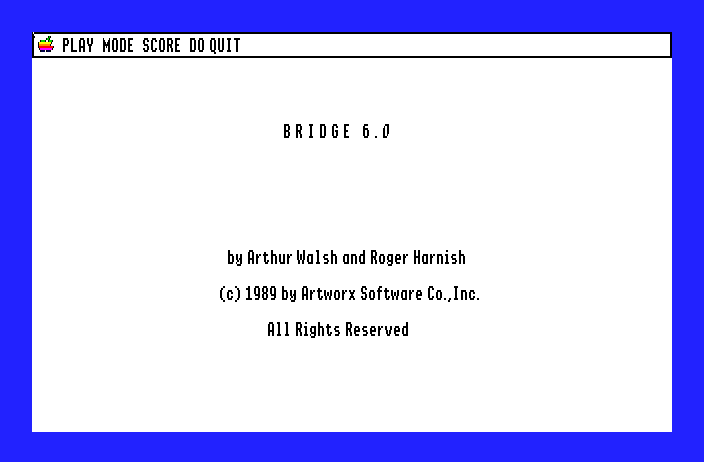 PLAY MODE SCORE DO QUIT
BRIDGE 6.0
by Arthur Walsh and Roger Harnish
(c) 1989 by Artworx Software Co.,Inc.
All Rights Reserved